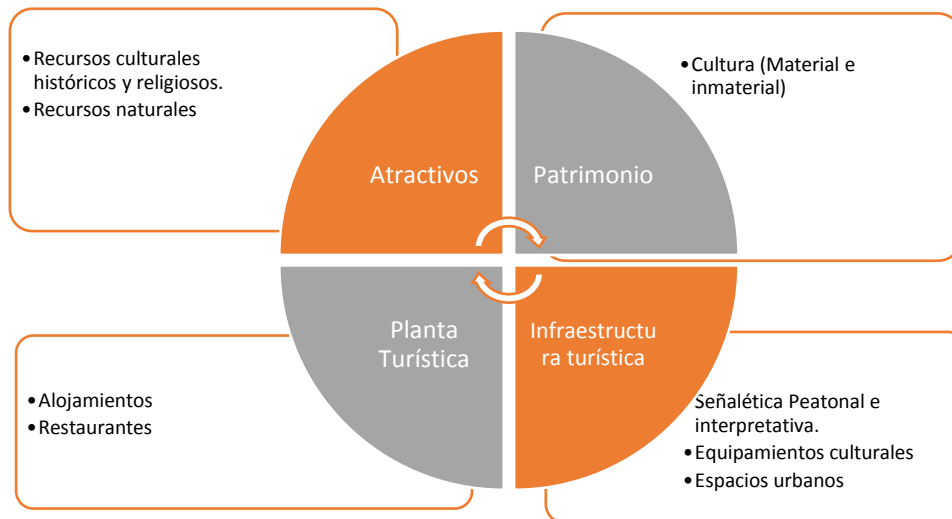 •Recursos culturales
históricos y religiosos.
•Recursos naturales
•Cultura (Material e
inmaterial)
Atractivos
Patrimonio
Planta
Turística
Infraestructu
ra turística
•Alojamientos
•Restaurantes
Señalética Peatonal e
interpretativa.
•Equipamientos culturales
•Espacios urbanos